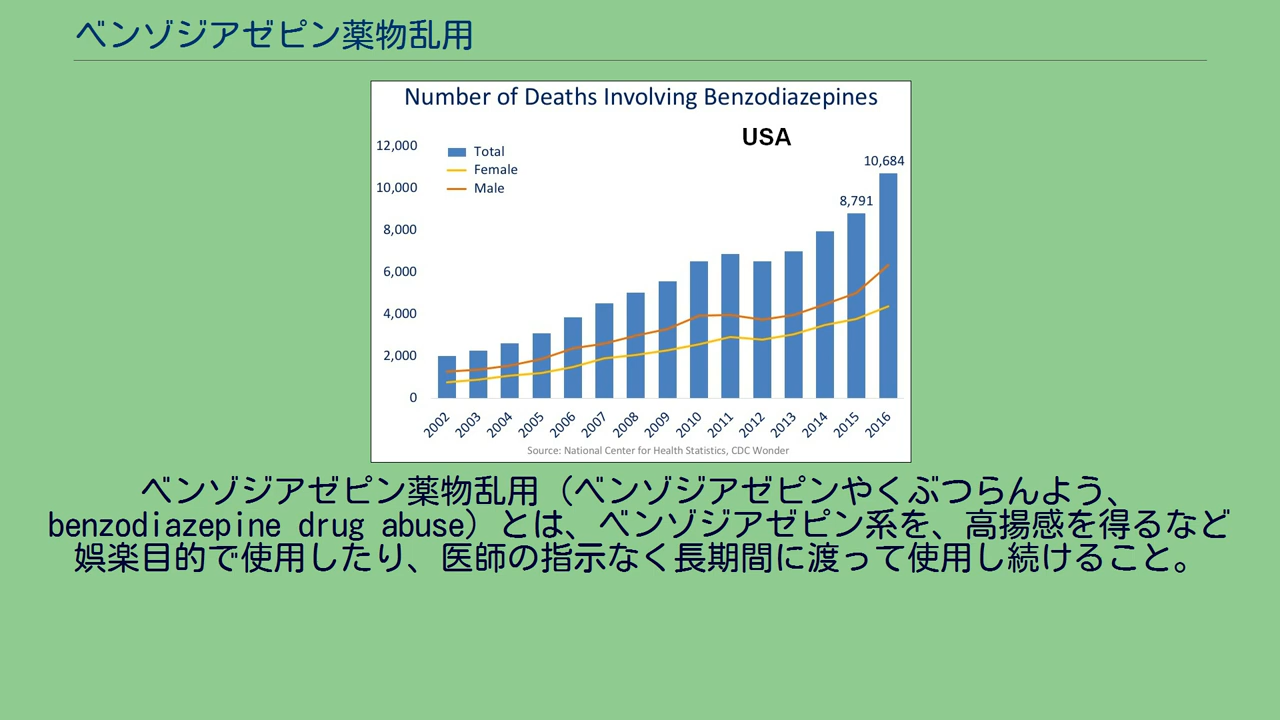 ベンゾジアゼピン薬物乱用
Number of Deaths Involving Benzodiazepines
USA
12,000
10,000
8,000
6,000
4,000
2,000
0
Total
Female
Male
8,791
10,684
2002 2003 2004 2005 2006 2007 2008 2009 2010 2011 2012 2013 2014 2015 2016
Source: National Center for Health Statistics, CDC Wonder
ベンゾジアゼピン薬物乱用（ベンゾジアゼピンやくぶつらんよう、
benzodiazepine drug abuse）とは、ベンゾジアゼピン系を、高揚感を得るなど
娯楽目的で使用したり、医師の指示なく長期間に渡って使用し続けること。